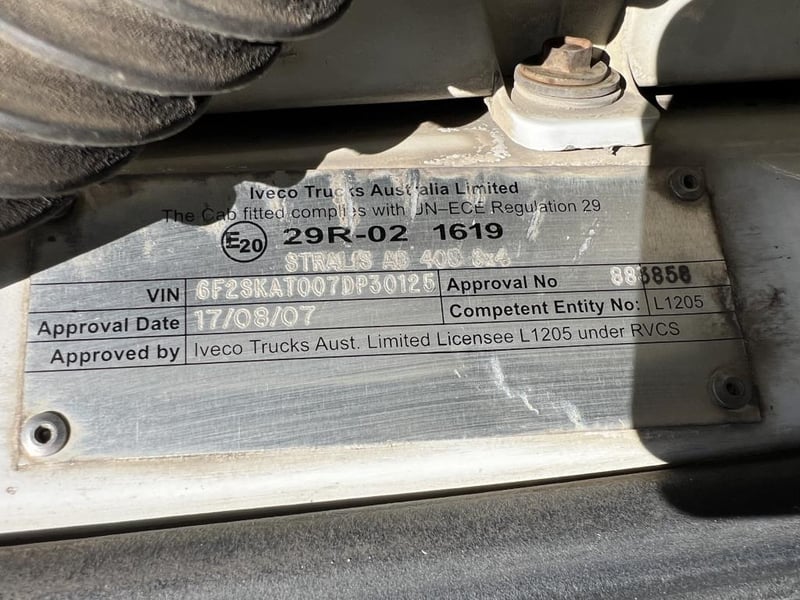 Iveco Trucks Australia Limited
The Cab fitted complies with UN-ECE Regulation 29
E20 29R-02 1619
STRALIS AS 400 8x4
VIN 6F2SKAT007DP30125 Approval No
Approval Date 17/08/07 Competent Entity No: L1205
Approved by Iveco Trucks Aust. Limited Licensee L1205 under RVCS